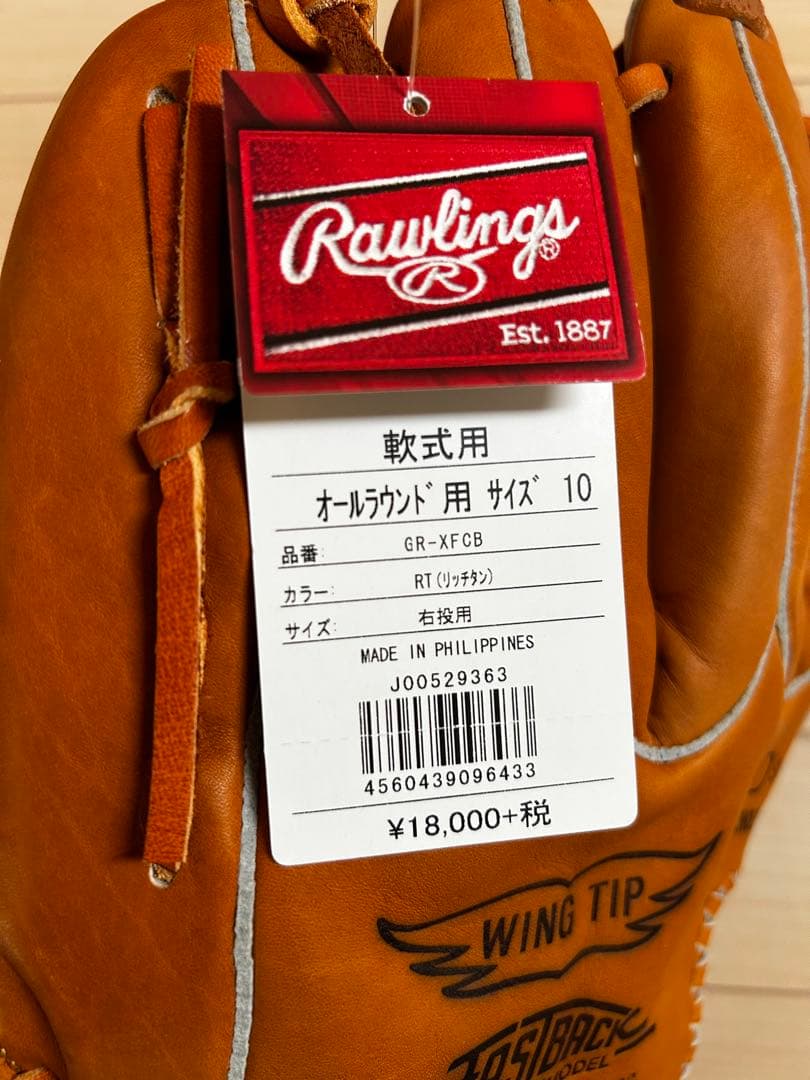 Rawlings®
R
Est. 1887
軟式用
オールラウンド用 サイズ 10
品番: GR-XFCB
カラー: RT(リッチタン)
サイズ: 右投用
MADE IN PHILIPPINES
J00529363
4560439096433
¥18,000+税
WING TIP
FASTBACK
MODEL